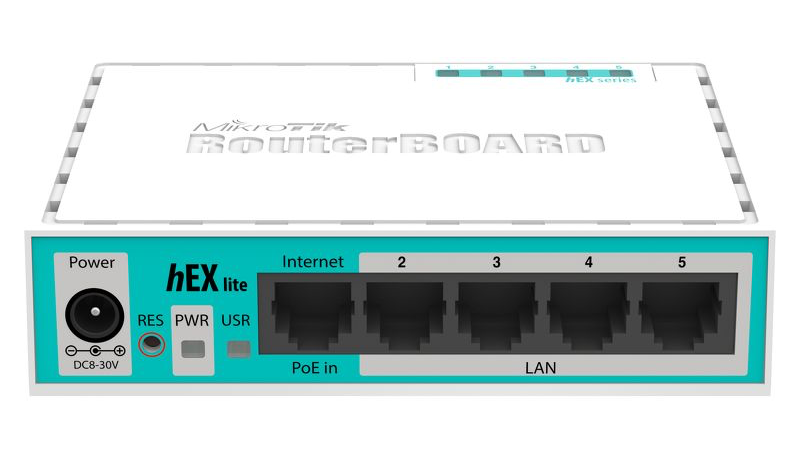 1 2 3 4 5
hEX series
MikroTik
RouterBOARD
Power
hEX lite
Internet 2 3 4 5
RES PWR USR
DC8-30V
PoE in
LAN